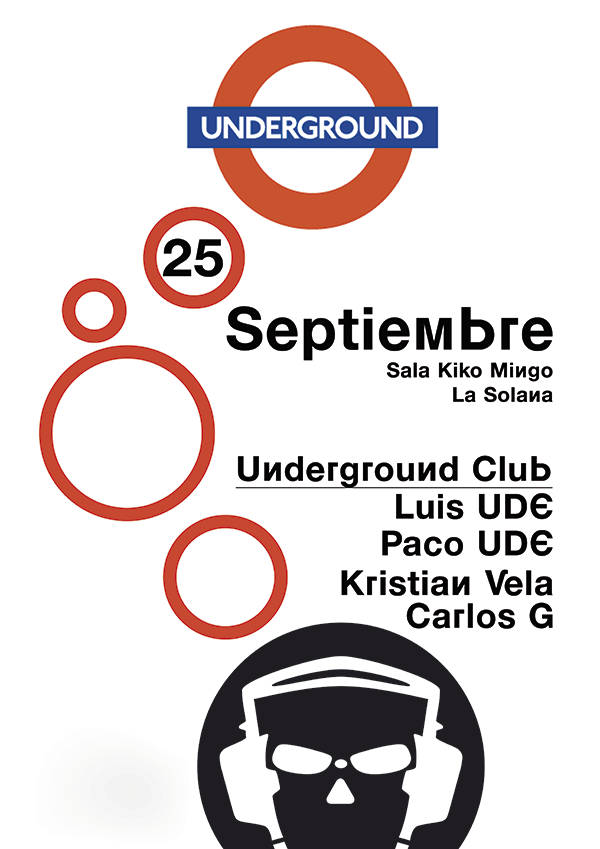 UNDERGROUND
25
Septiembre
Sala Kiko Mingo
La Solana
Underground Club
Luis UDE
Paco UDE
Kristian Vela
Carlos G